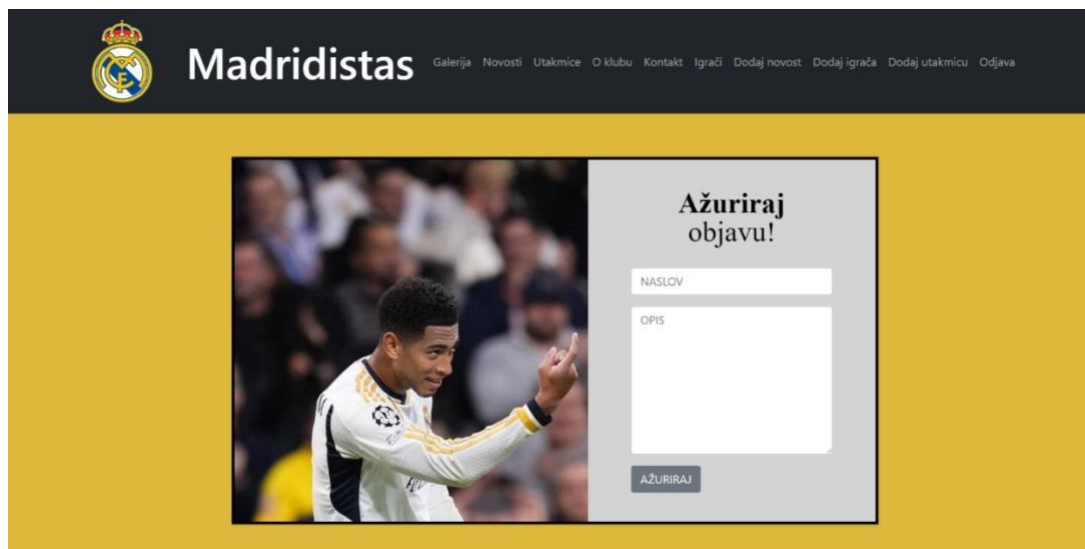 Madridistas
Galerija Novosti Utakmice O klubu Kontakt Igrači Dodaj novost Dodaj igrača Dodaj utakmicu Odjava
Ažuriraj
objavu!
NASLOV
OPIS
AŽURIRAJ